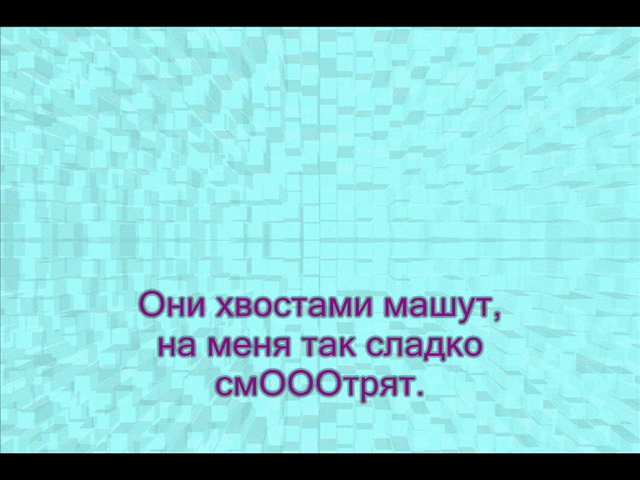 Они хвостами машут,
на меня так сладко
смОООтрят.